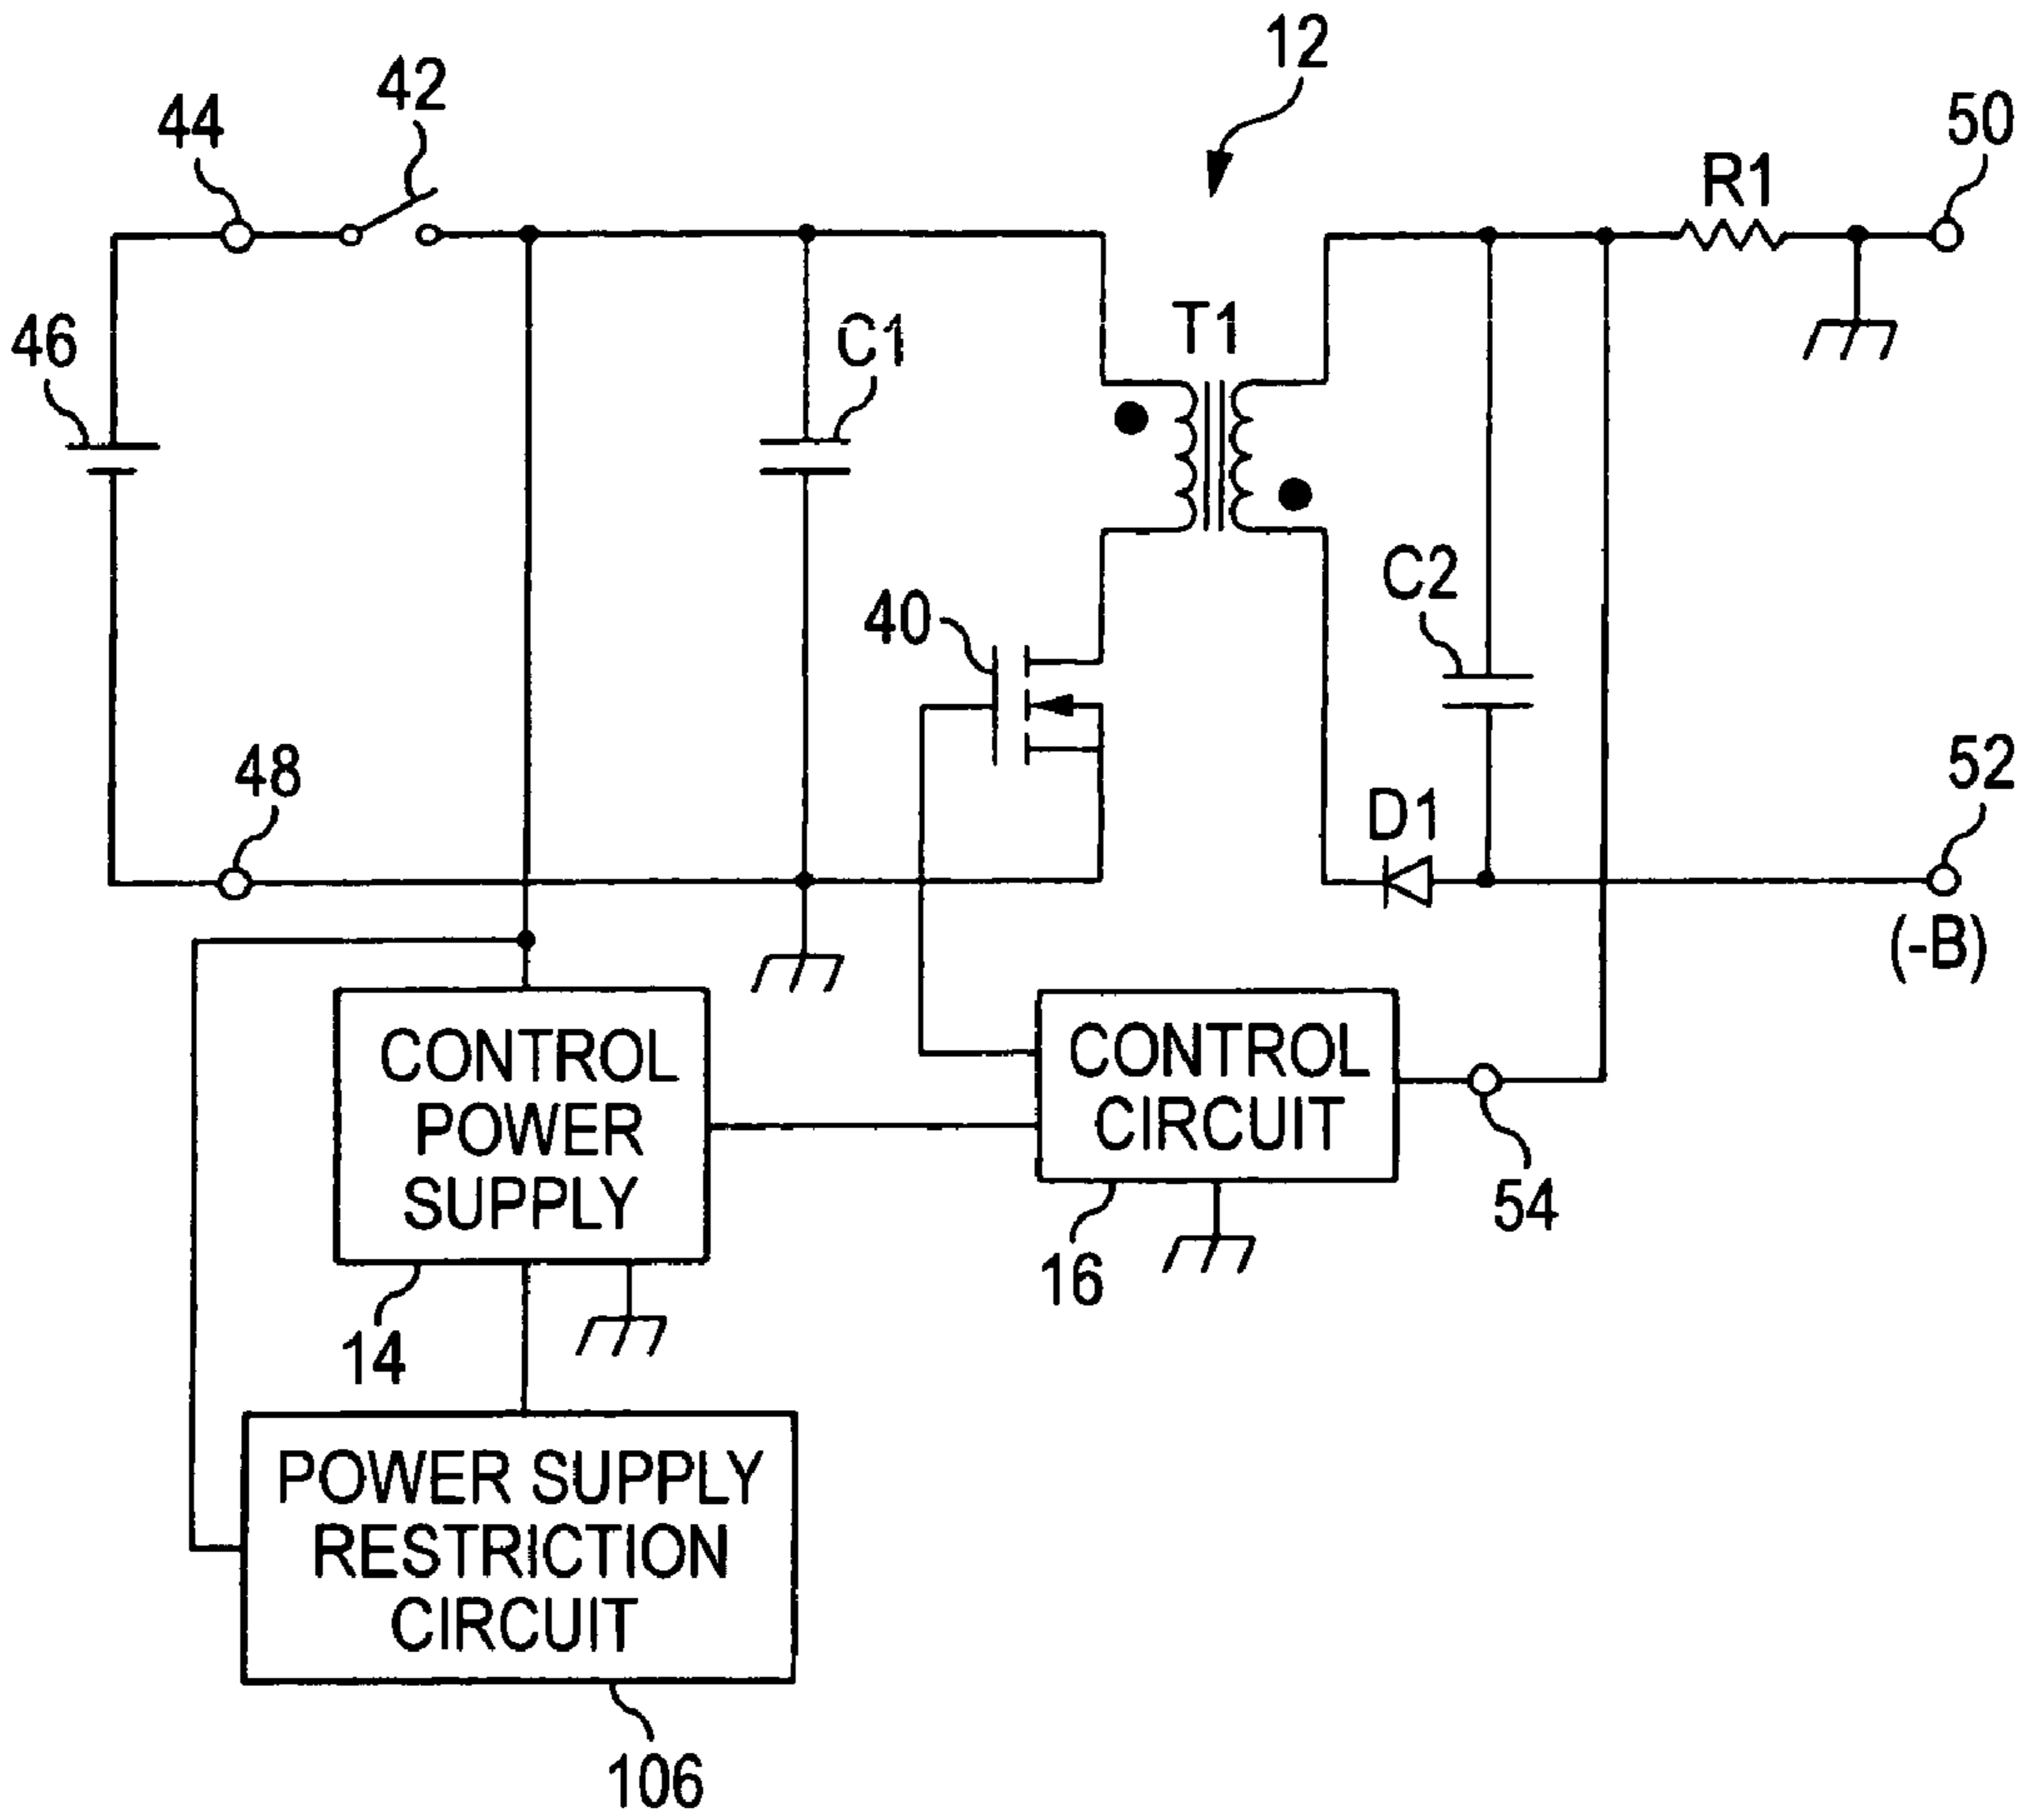 12
42
44
50
R1
T1
46
C1
C2
40
48
D1
52
(-B)
CONTROL
POWER
SUPPLY
CONTROL
CIRCUIT
54
16
14
POWER SUPPLY
RESTRICTION
CIRCUIT
106